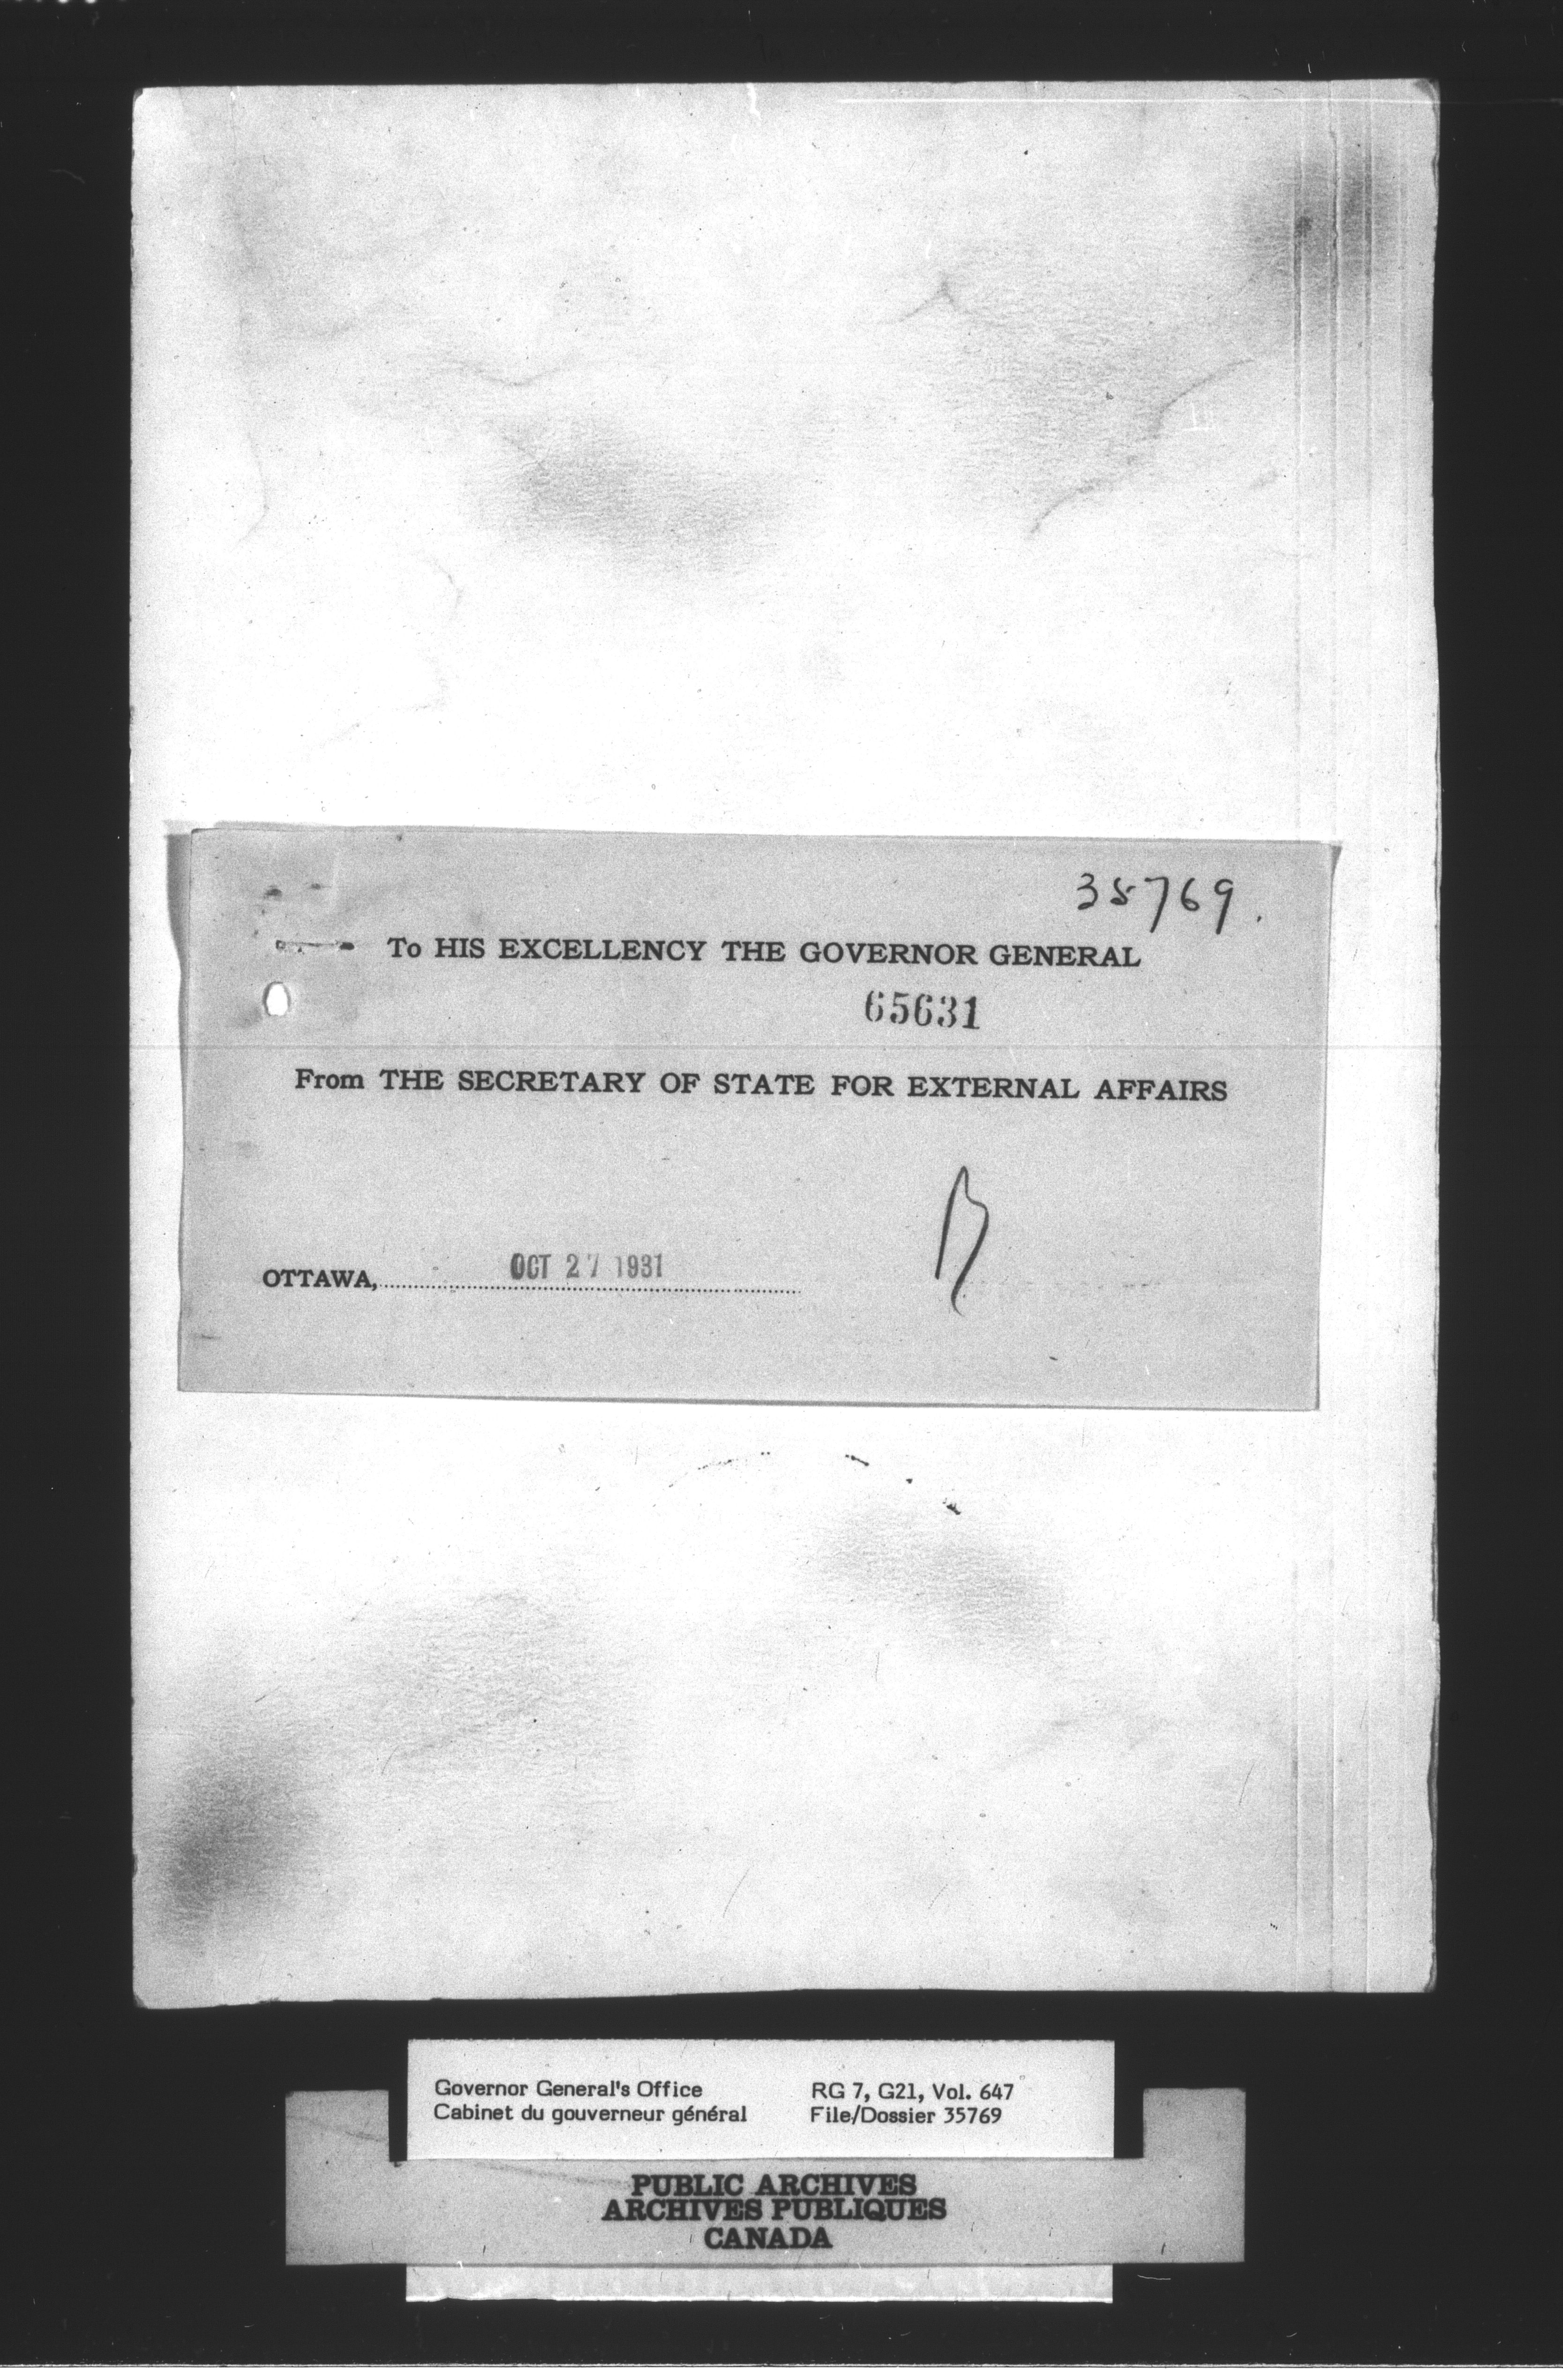 35769.
To HIS EXCELLENCY THE GOVERNOR GENERAL
65631
From THE SECRETARY OF STATE FOR EXTERNAL AFFAIRS
OTTAWA, OCT 27 1931
Governor General's Office
Cabinet du gouverneur général
RG 7, G21, Vol. 647
File/Dossier 35769
PUBLIC ARCHIVES
ARCHIVES PUBLIQUES
CANADA